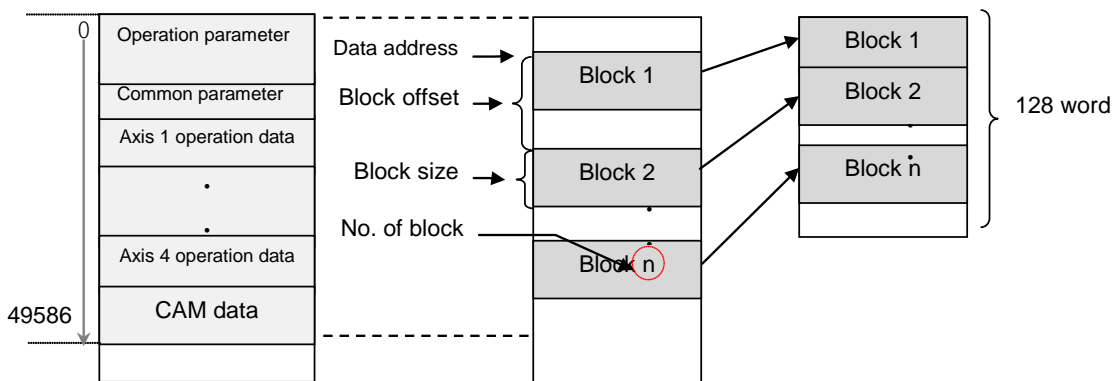 0
Operation parameter
Common parameter
Axis 1 operation data
Axis 4 operation data
CAM data
49586
Data address
Block offset
Block size
No. of block
Block 1
Block 2
Block n
Block 1
Block 2
Block n
128 word